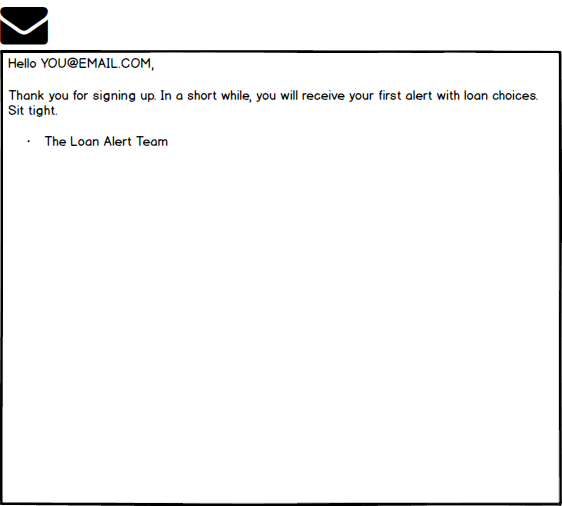 Hello YOU@EMAIL.COM,
Thank you for signing up. In a short while, you will receive your first alert with loan choices.
Sit tight.
· The Loan Alert Team